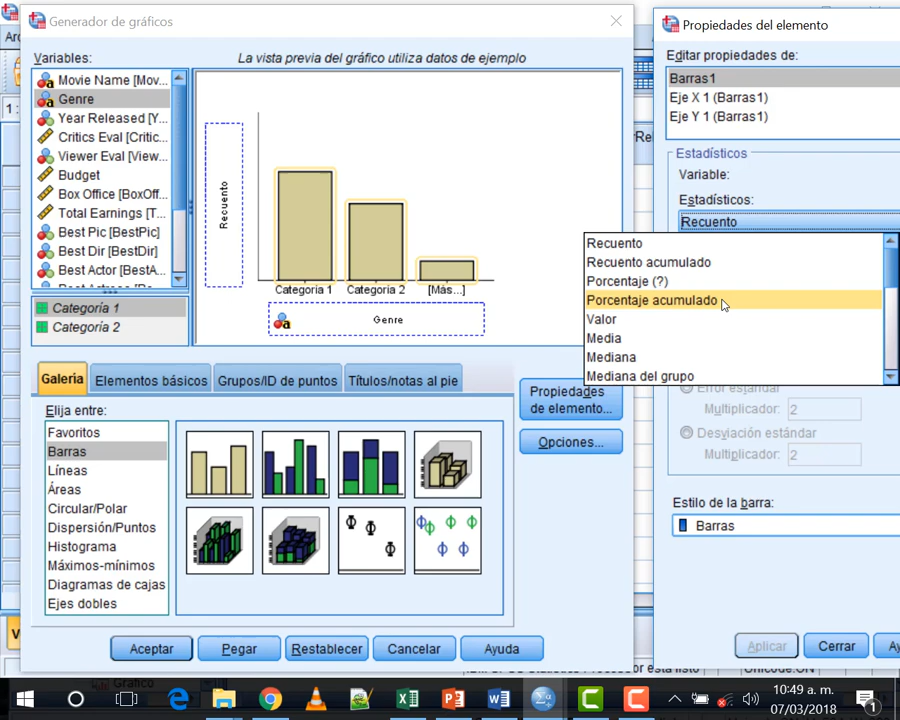 Generador de gráficos
Variables:
La vista previa del gráfico utiliza datos de ejemplo
Movie Name [Mov...
Genre
Year Released [Y...
Critics Eval [Critic...
Viewer Eval [View...
Budget
Box Office [BoxOff...
Total Earnings [T...
Best Pic [BestPic]
Best Dir [BestDir]
Best Actor [BestA...
Categoría 1
Categoría 2
Recuento
Categoría 1
Categoría 2
[Más...]
Genre
Galería
Elementos básicos
Grupos/ID de puntos
Títulos/notas al pie
Elija entre:
Favoritos
Barras
Líneas
Áreas
Circular/Polar
Dispersión/Puntos
Histograma
Máximos-mínimos
Diagramas de cajas
Ejes dobles
Propiedades
de elemento...
Opciones...
Aceptar
Pegar
Restablecer
Cancelar
Ayuda
Propiedades del elemento
Editar propiedades de:
Barras1
Eje X 1 (Barras1)
Eje Y 1 (Barras1)
Estadísticos
Variable:
Estadísticos:
Recuento
Recuento
Recuento acumulado
Porcentaje (?)
Porcentaje acumulado
Valor
Media
Mediana
Mediana del grupo
Error estándar
Multiplicador: 2
Desviación estándar
Multiplicador: 2
Estilo de la barra:
Barras
Aplicar
Cerrar
Ay
Unicode:ON
10:49 a. m.
07/03/2018
1